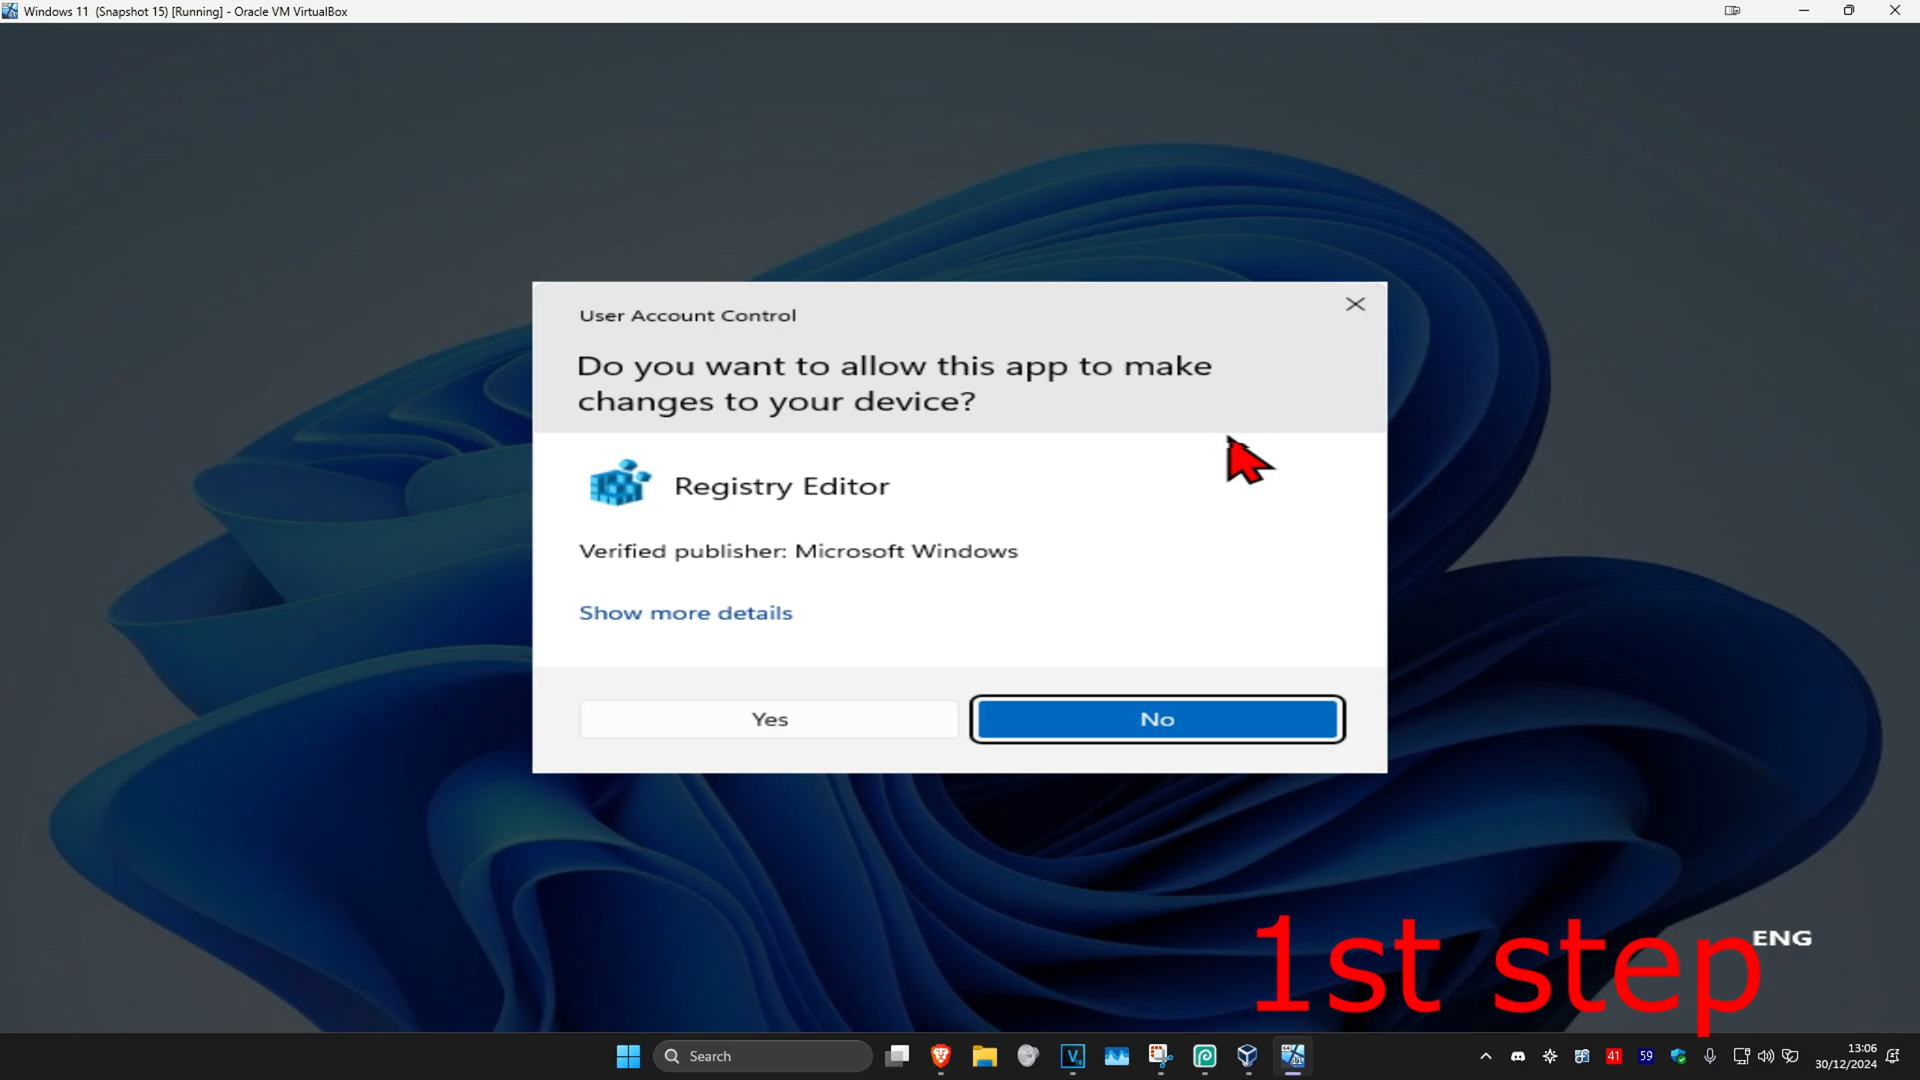 Windows 11 (Snapshot 15) [Running] - Oracle VM VirtualBox
User Account Control
Do you want to allow this app to make
changes to your device?
Registry Editor
Verified publisher: Microsoft Windows
Show more details
Yes
No
1st step
ENG
Search
41
59
13:06
30/12/2024